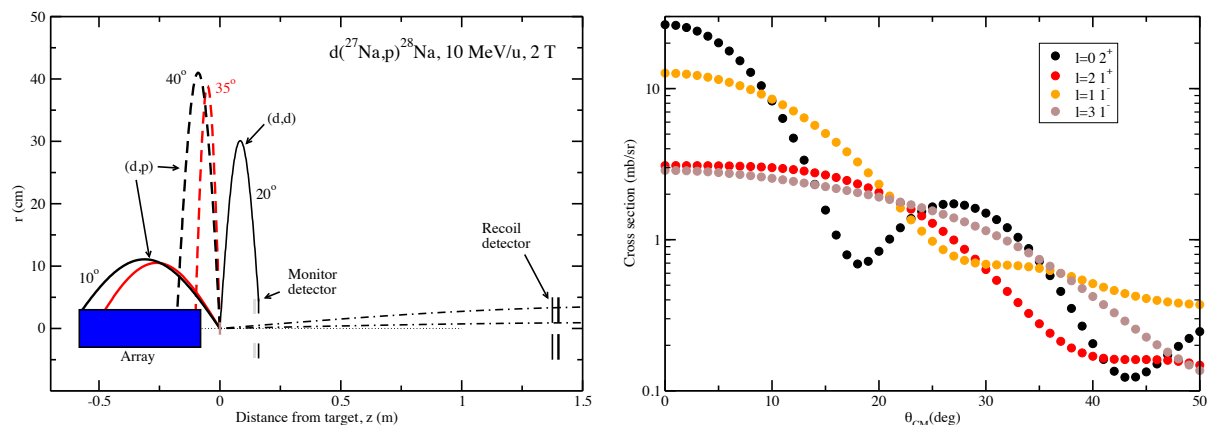 d(²⁷Na,p)²⁸Na, 10 MeV/u, 2 T
50
40
30
20
10
0
r (cm)
40°
35°
(d,d)
(d,p)
20°
10°
Recoil
detector
Monitor
detector
Array
-0.5
0
0.5
1
1.5
Distance from target, z (m)
Cross section (mb/sr)
10
1
0.1
l=0 2⁺
l=2 1⁺
l=1 1⁻
l=3 1⁻
0
10
20
30
40
50
θ_CM(deg)